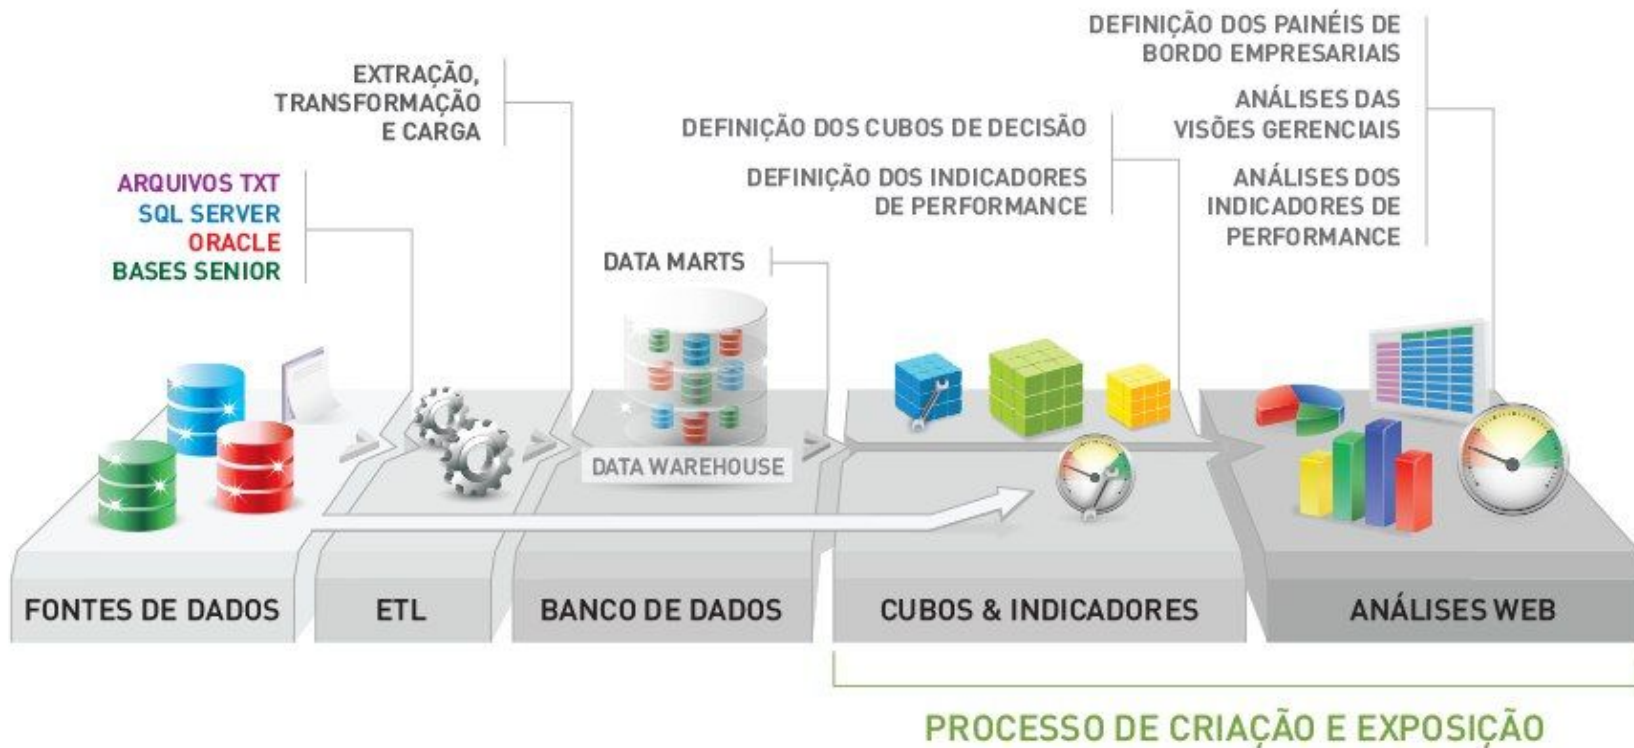 ARQUIVOS TXT
SQL SERVER
ORACLE
BASES SENIOR
EXTRAÇÃO,
TRANSFORMAÇÃO
E CARGA
DATA MARTS
DATA WAREHOUSE
DEFINIÇÃO DOS CUBOS DE DECISÃO
DEFINIÇÃO DOS INDICADORES
DE PERFORMANCE
DEFINIÇÃO DOS PAINÉIS DE
BORDO EMPRESARIAIS
ANÁLISES DAS
VISÕES GERENCIAIS
ANÁLISES DOS
INDICADORES DE
PERFORMANCE
FONTES DE DADOS
ETL
BANCO DE DADOS
CUBOS & INDICADORES
ANÁLISES WEB
PROCESSO DE CRIAÇÃO E EXPOSIÇÃO